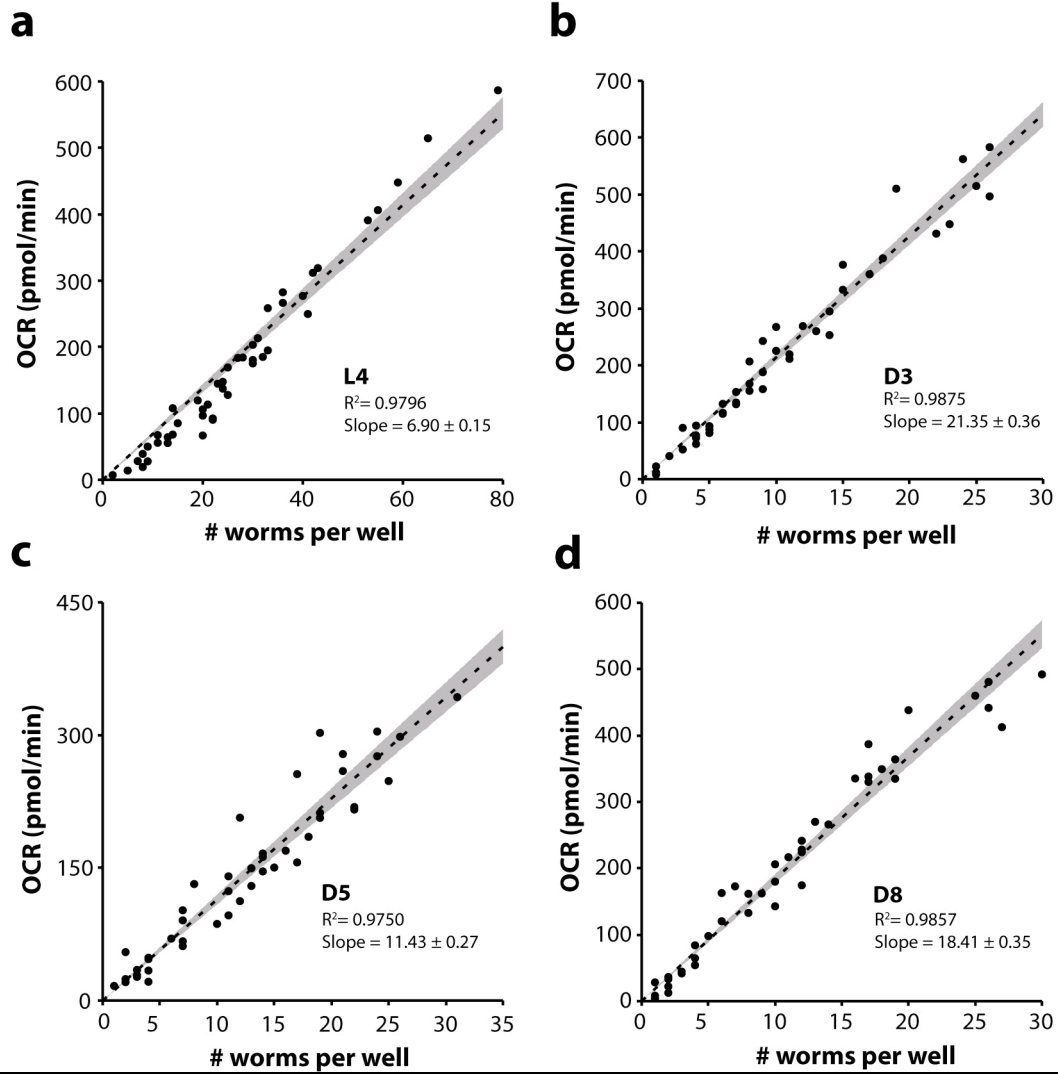 a
600
500
400
300
200
100
0
OCR (pmol/min)
L4
R²= 0.9796
Slope = 6.90 ± 0.15
0 20 40 60 80
# worms per well
b
700
600
500
400
300
200
100
0
OCR (pmol/min)
D3
R²= 0.9875
Slope = 21.35 ± 0.36
0 5 10 15 20 25 30
# worms per well
c
450
300
150
0
OCR (pmol/min)
D5
R²= 0.9750
Slope = 11.43 ± 0.27
0 5 10 15 20 25 30 35
# worms per well
d
600
500
400
300
200
100
0
OCR (pmol/min)
D8
R²= 0.9857
Slope = 18.41 ± 0.35
0 5 10 15 20 25 30
# worms per well